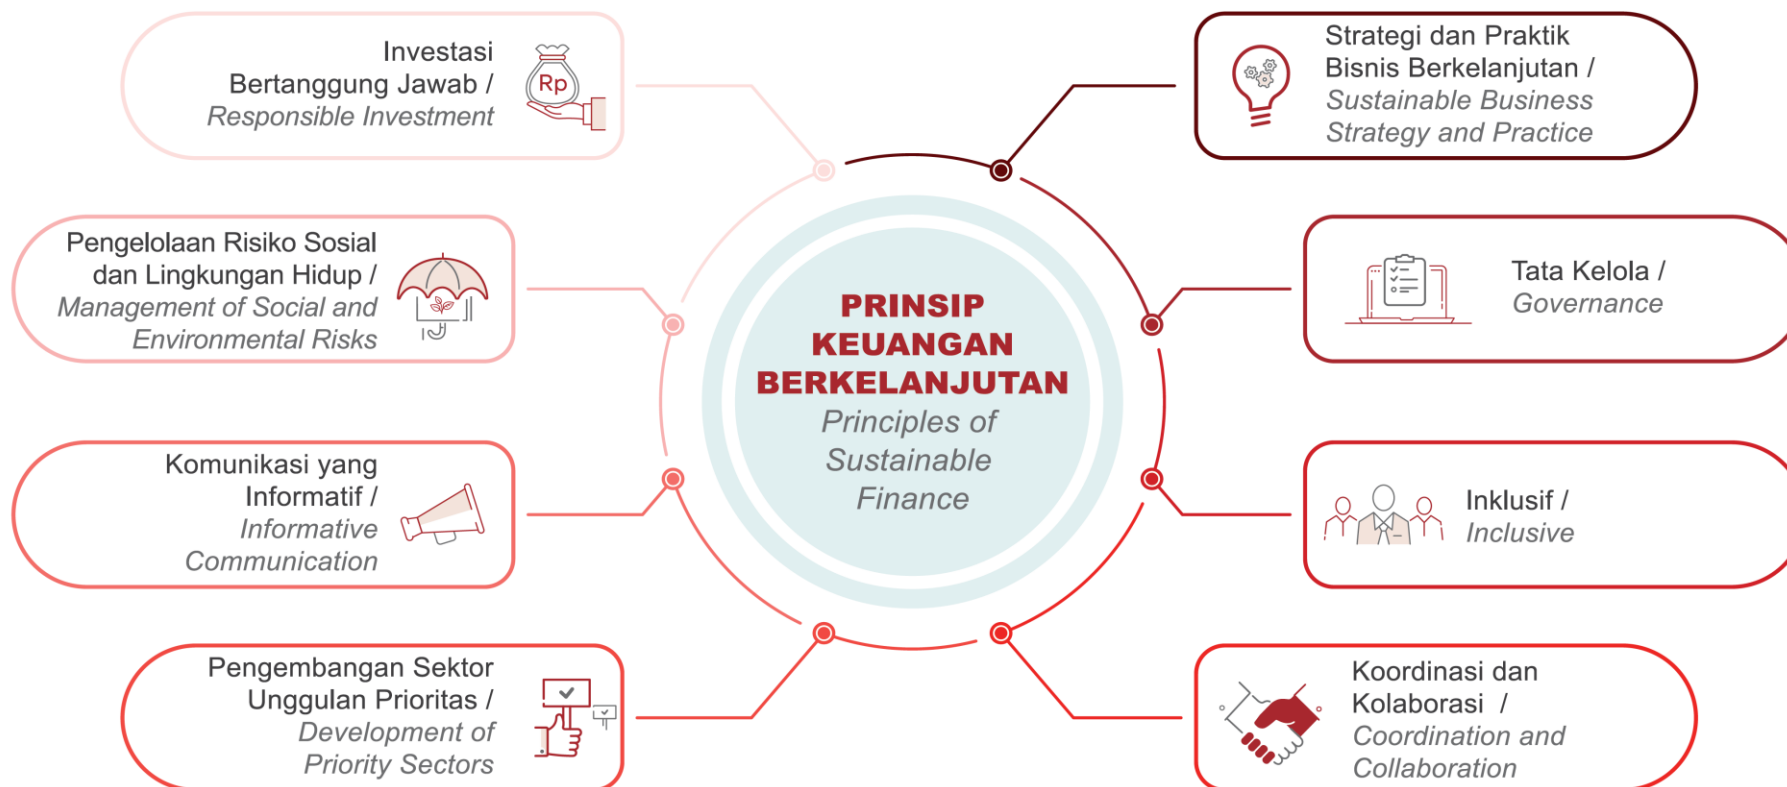 Investasi
Bertanggung Jawab /
Responsible Investment
Rp
Strategi dan Praktik
Bisnis Berkelanjutan /
Sustainable Business
Strategy and Practice
Pengelolaan Risiko Sosial
dan Lingkungan Hidup /
Management of Social and
Environmental Risks
Tata Kelola /
Governance
PRINSIP
KEUANGAN
BERKELANJUTAN
Principles of
Sustainable
Finance
Komunikasi yang
Informatif /
Informative
Communication
Inklusif /
Inclusive
Pengembangan Sektor
Unggulan Prioritas /
Development of
Priority Sectors
Koordinasi dan
Kolaborasi /
Coordination and
Collaboration